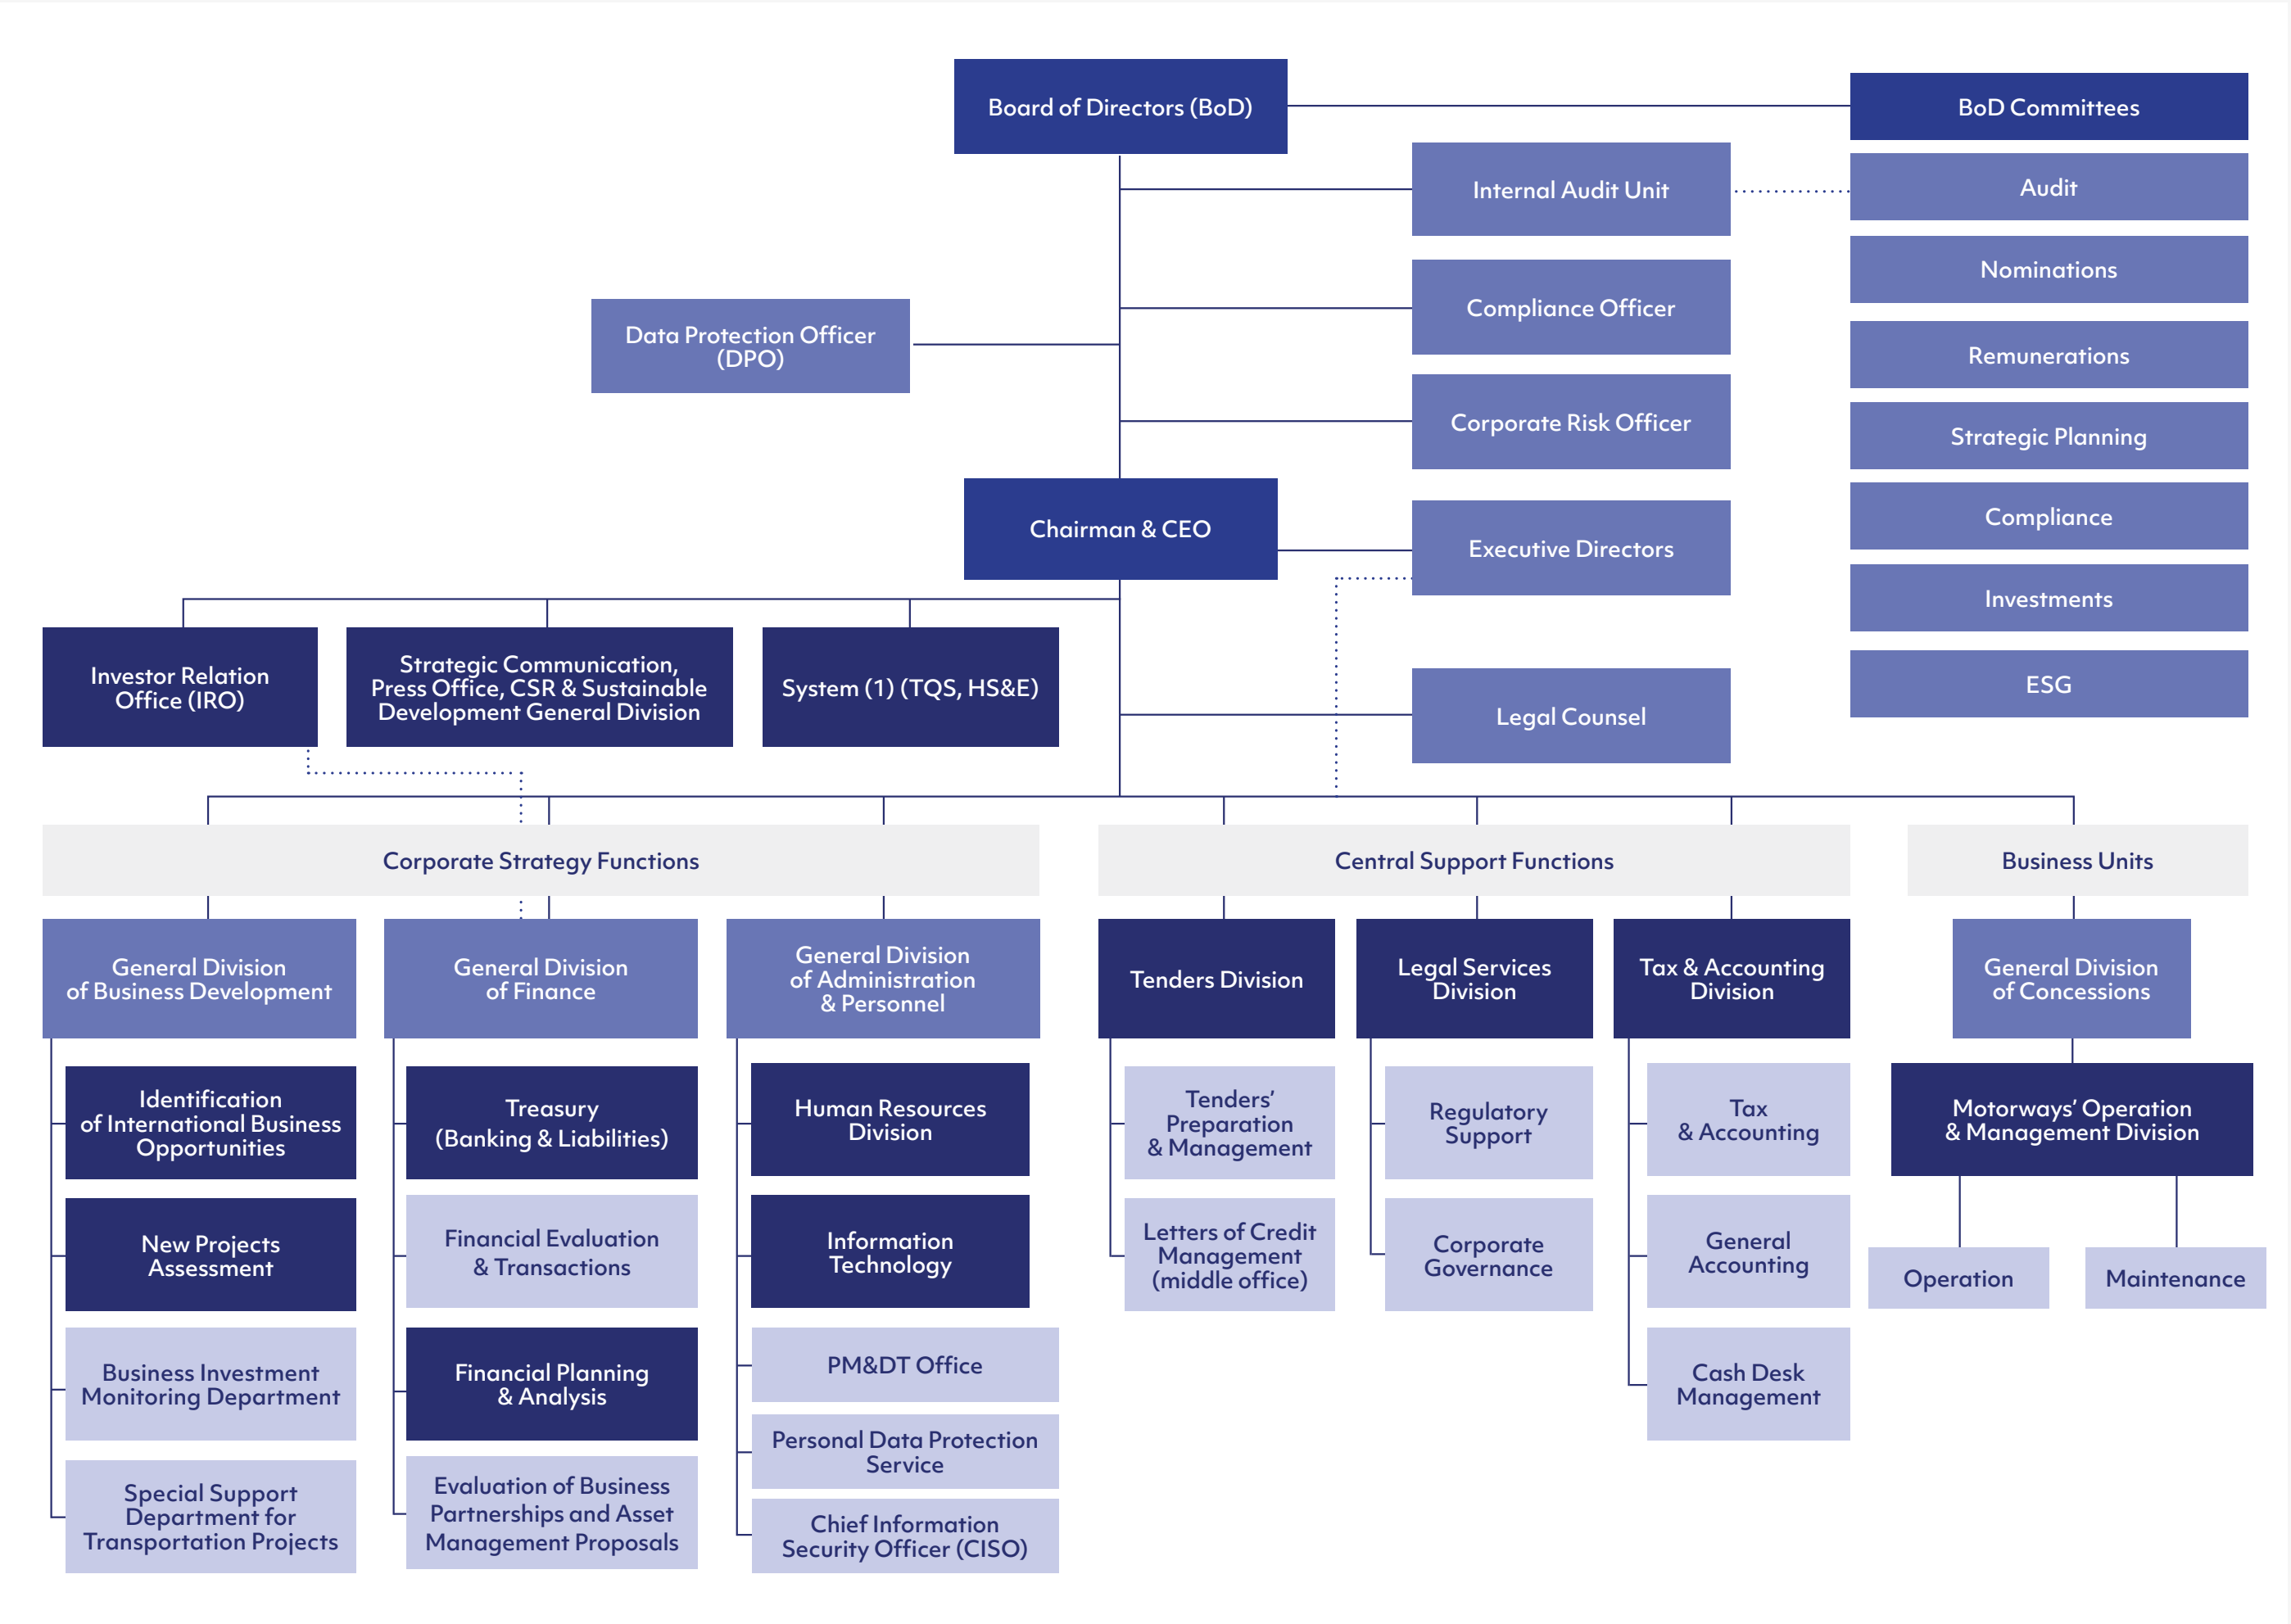 Board of Directors (BoD)
BoD Committees
Internal Audit Unit
Audit
Nominations
Compliance Officer
Data Protection Officer
(DPO)
Remunerations
Corporate Risk Officer
Strategic Planning
Chairman & CEO
Executive Directors
Compliance
Investments
Investor Relation
Office (IRO)
Strategic Communication,
Press Office, CSR & Sustainable
Development General Division
System (1) (TQS, HS&E)
Legal Counsel
ESG
Corporate Strategy Functions
Central Support Functions
Business Units
General Division
of Business Development
General Division
of Finance
General Division
of Administration
& Personnel
Tenders Division
Legal Services
Division
Tax & Accounting
Division
General Division
of Concessions
Identification
of International Business
Opportunities
New Projects
Assessment
Business Investment
Monitoring Department
Special Support
Department for
Transportation Projects
Treasury
(Banking & Liabilities)
Financial Evaluation
& Transactions
Financial Planning
& Analysis
Evaluation of Business
Partnerships and Asset
Management Proposals
Human Resources
Division
Information
Technology
PM&DT Office
Personal Data Protection
Service
Chief Information
Security Officer (CISO)
Tenders’
Preparation
& Management
Letters of Credit
Management
(middle office)
Regulatory
Support
Corporate
Governance
Tax
& Accounting
General
Accounting
Cash Desk
Management
Motorways’ Operation
& Management Division
Operation
Maintenance